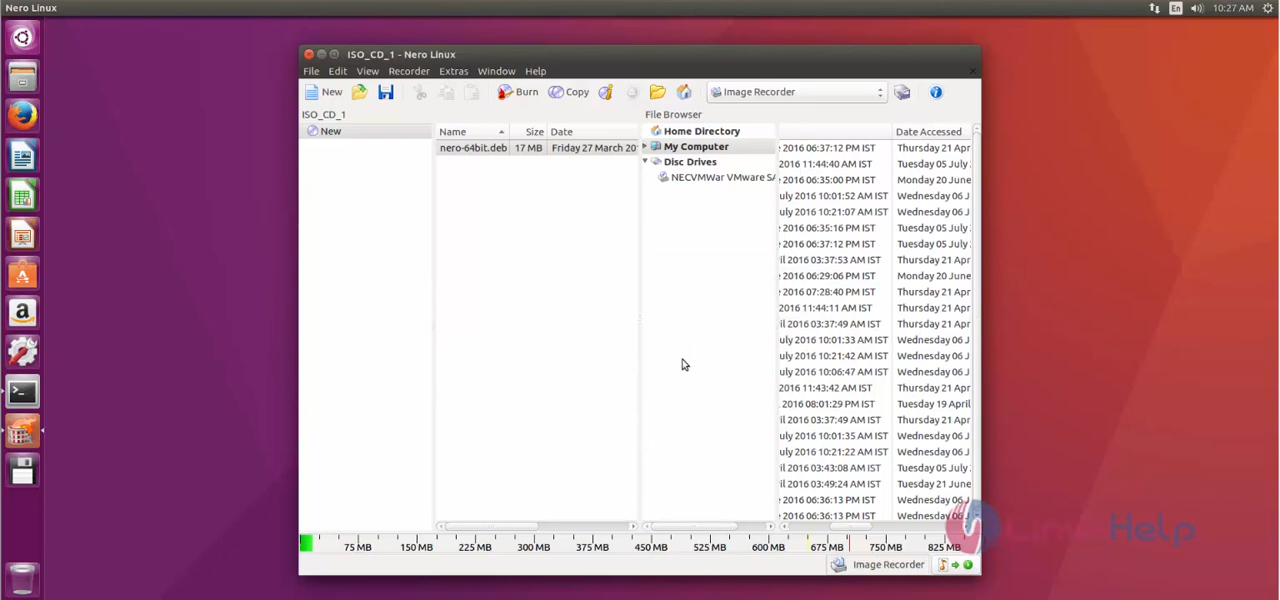 Nero Linux
En
10:27 AM
ISO_CD_1 - Nero Linux
File Edit View Recorder Extras Window Help
New Burn Copy Image Recorder
ISO_CD_1
File Browser
New
Name Size Date
Home Directory
Date Accessed
nero-64bit.deb 17 MB Friday 27 March 20
My Computer
2016 06:37:12 PM IST Thursday 21 Apr
Disc Drives
2016 11:44:40 AM IST Tuesday 05 July
NECVMWar VMware SA
2016 06:35:00 PM IST Monday 20 June
uly 2016 10:01:52 AM IST Wednesday 06 J
uly 2016 10:21:07 AM IST Wednesday 06 J
2016 06:35:16 PM IST Tuesday 05 July
2016 06:37:12 PM IST Tuesday 05 July
il 2016 03:37:53 AM IST Thursday 21 Apr
2016 06:29:06 PM IST Monday 20 June
2016 07:28:40 PM IST Thursday 21 Apr
2016 11:44:11 AM IST Thursday 21 Apr
il 2016 03:37:49 AM IST Thursday 21 Apr
uly 2016 10:01:33 AM IST Wednesday 06 J
uly 2016 10:21:42 AM IST Wednesday 06 J
uly 2016 10:06:47 AM IST Wednesday 06 J
2016 11:43:42 AM IST Thursday 21 Apr
2016 08:01:29 PM IST Tuesday 19 April
il 2016 03:37:49 AM IST Thursday 21 Apr
uly 2016 10:01:35 AM IST Wednesday 06 J
uly 2016 10:21:22 AM IST Wednesday 06 J
il 2016 03:43:08 AM IST Tuesday 05 July
il 2016 03:49:24 AM IST Tuesday 21 June
2016 06:36:13 PM IST Wednesday 06 J
2016 06:36:13 PM IST Wednesday 06 J
75 MB 150 MB 225 MB 300 MB 375 MB 450 MB 525 MB 600 MB 675 MB 750 MB 825 MB
Image Recorder